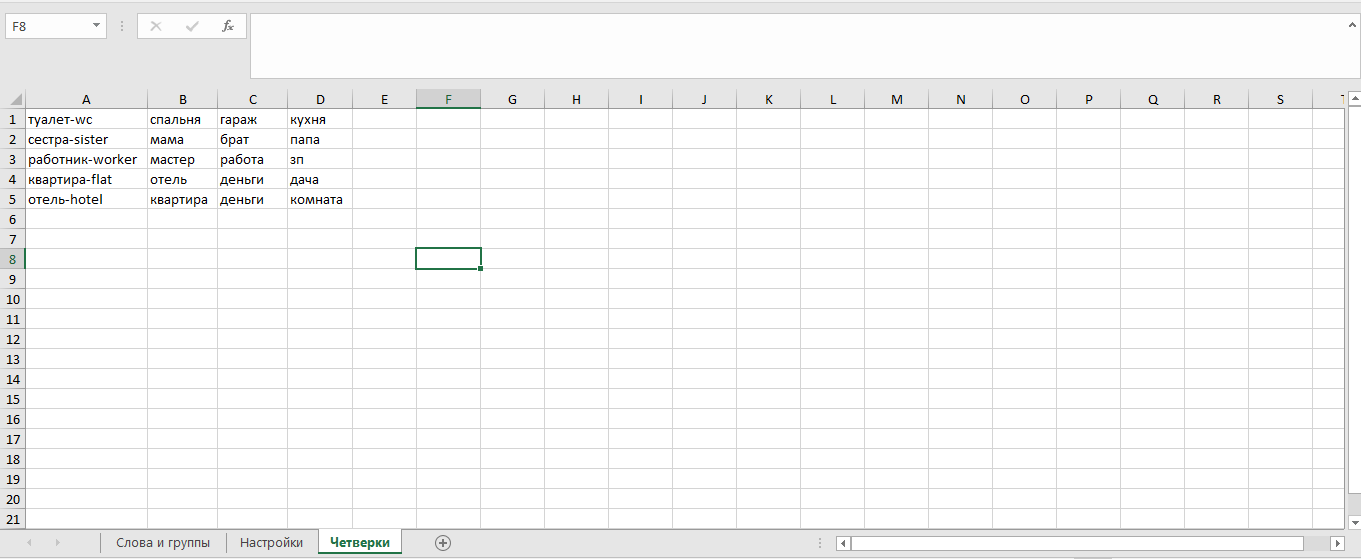 F8 fx
A B C D E F G H I J K L M N O P Q R S T
1 туалет-wc спальня гараж кухня
2 сестра-sister мама брат папа
3 работник-worker мастер работа зп
4 квартира-flat отель деньги дача
5 отель-hotel квартира деньги комната
6
7
8
9
10
11
12
13
14
15
16
17
18
19
20
21
Слова и группы Настройки Четверки